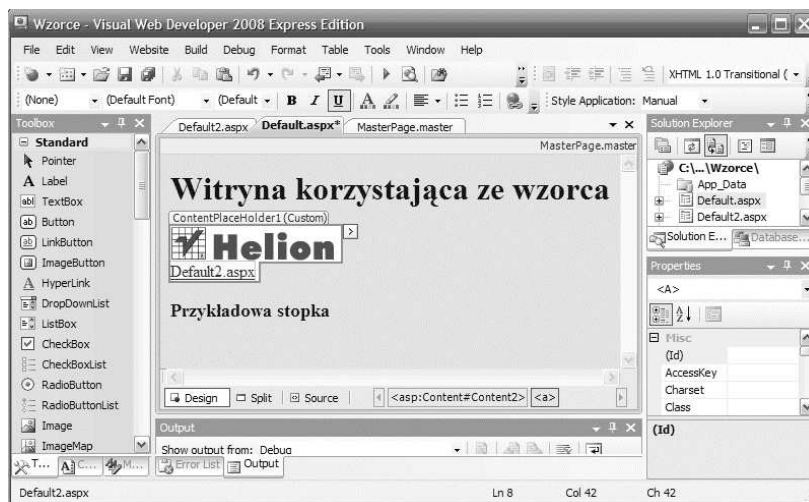 Wzorce - Visual Web Developer 2008 Express Edition
File Edit View Website Build Debug Format Table Tools Window Help
XHTML 1.0 Transitional (
(None) (Default Font) (Default B I U A Style Application: Manual
Toolbox
Standard
Pointer
A Label
abl TextBox
ab Button
ab LinkButton
ImageButton
A HyperLink
DropDownList
ListBox
CheckBox
CheckBoxList
RadioButton
RadioButtonList
Image
ImageMap
T... A C... M...
Default2.aspx Default.aspx* MasterPage.master
MasterPage.master
Witryna korzystająca ze wzorca
ContentPlaceHolder1 (Custom)
Helion
Default2.aspx
Przykładowa stopka
Design Split Source <asp:Content#Content2> <a>
Output
Show output from: Debug
Error List Output
Solution Explorer
C:\...\Wzorce\
App_Data
Default.aspx
Default2.aspx
Solution E... Database...
Properties
<A>
Misc
(Id)
AccessKey
Charset
Class
(Id)
Default2.aspx Ln 8 Col 42 Ch 42